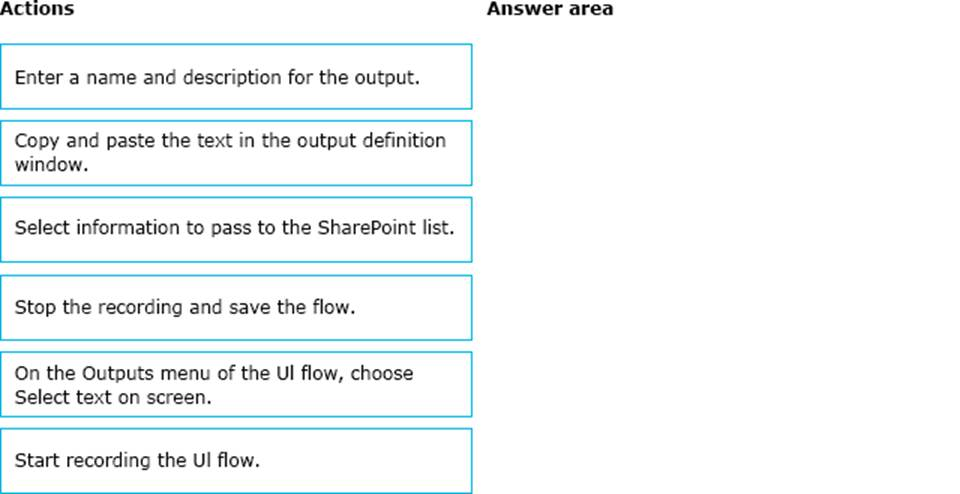 Actions
Answer area
Enter a name and description for the output.
Copy and paste the text in the output definition
window.
Select information to pass to the SharePoint list.
Stop the recording and save the flow.
On the Outputs menu of the Ul flow, choose
Select text on screen.
Start recording the Ul flow.